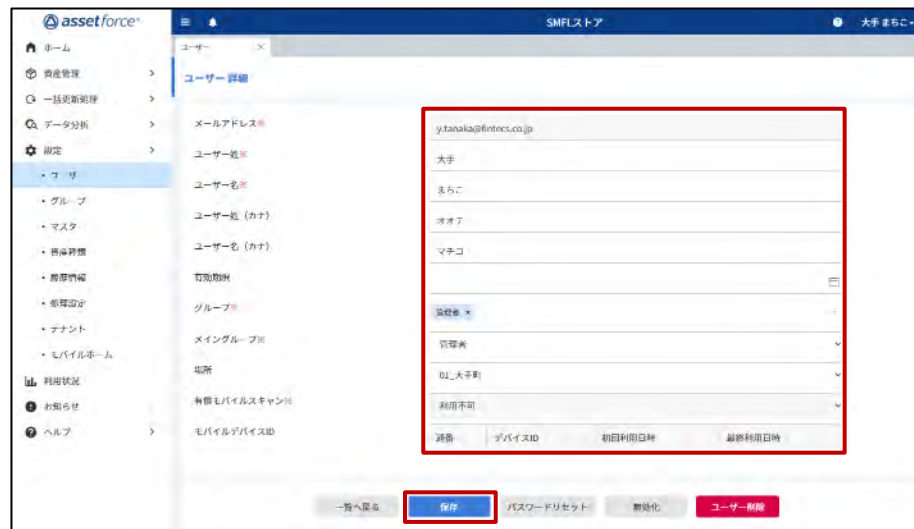 assetforce
SMFLストア
大手 まちこ
ホーム
ユーザー ×
資産管理
ユーザー 詳細
一括更新処理
データ分析
設定
ユーザ
グループ
マスタ
資産種類
履歴情報
処理設定
テナント
モバイルホーム
利用状況
お知らせ
ヘルプ
メールアドレス※ y.tanaka@fintecs.co.jp
ユーザー姓※ 大手
ユーザー名※ まちこ
ユーザー姓（カナ） オオテ
ユーザー名（カナ） マチコ
有効期限
グループ※ 管理者 ×
メイングループ※ 管理者
場所 01_大手町
有償モバイルスキャン※ 利用不可
モバイルデバイスID 連番 デバイスID 初回利用日時 最終利用日時
一覧へ戻る 保存 パスワードリセット 無効化 ユーザー削除